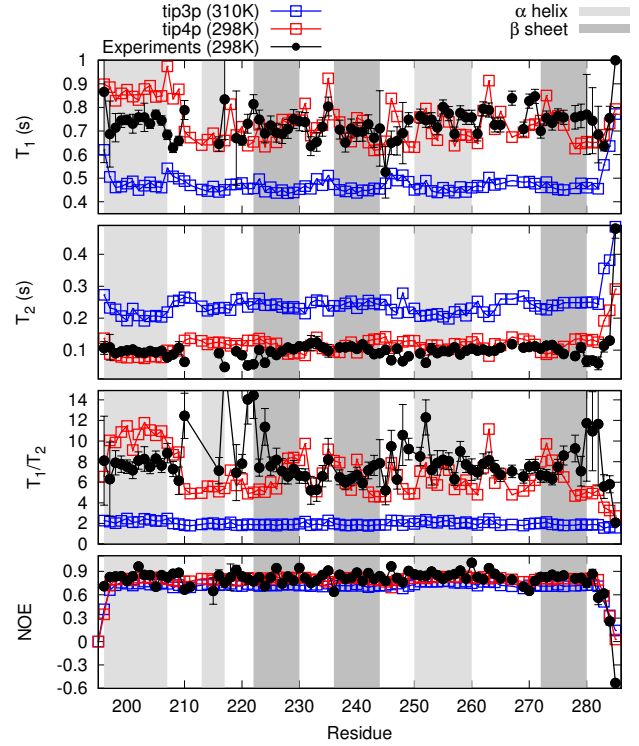 tip3p (310K)
tip4p (298K)
Experiments (298K)
α helix
β sheet
1
0.9
0.8
0.7
0.6
0.5
0.4
T1 (s)
0.4
0.3
0.2
0.1
T2 (s)
14
12
10
8
6
4
2
0
T1/T2
0.9
0.6
0.3
0
-0.3
-0.6
NOE
200 210 220 230 240 250 260 270 280
Residue